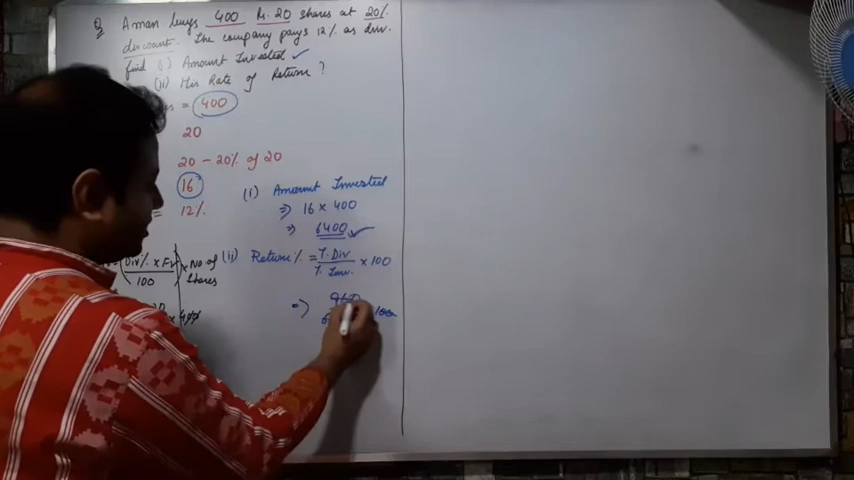 Q. Aman buys 400 Rs. 20 shares at 20%
discount. The company pays 12% as div.
find (i) Amount Invested ✓
(ii) His Rate of Return ?
= 400
20
20 - 20% of 20
16
= 12%
(i) Amount Invested
⇒ 16 × 400
⇒ 6400 ✓
Div% × FV × No. of
100 Shares
(ii) Return % = T. Div × 100
T. Inv.
⇒ 960